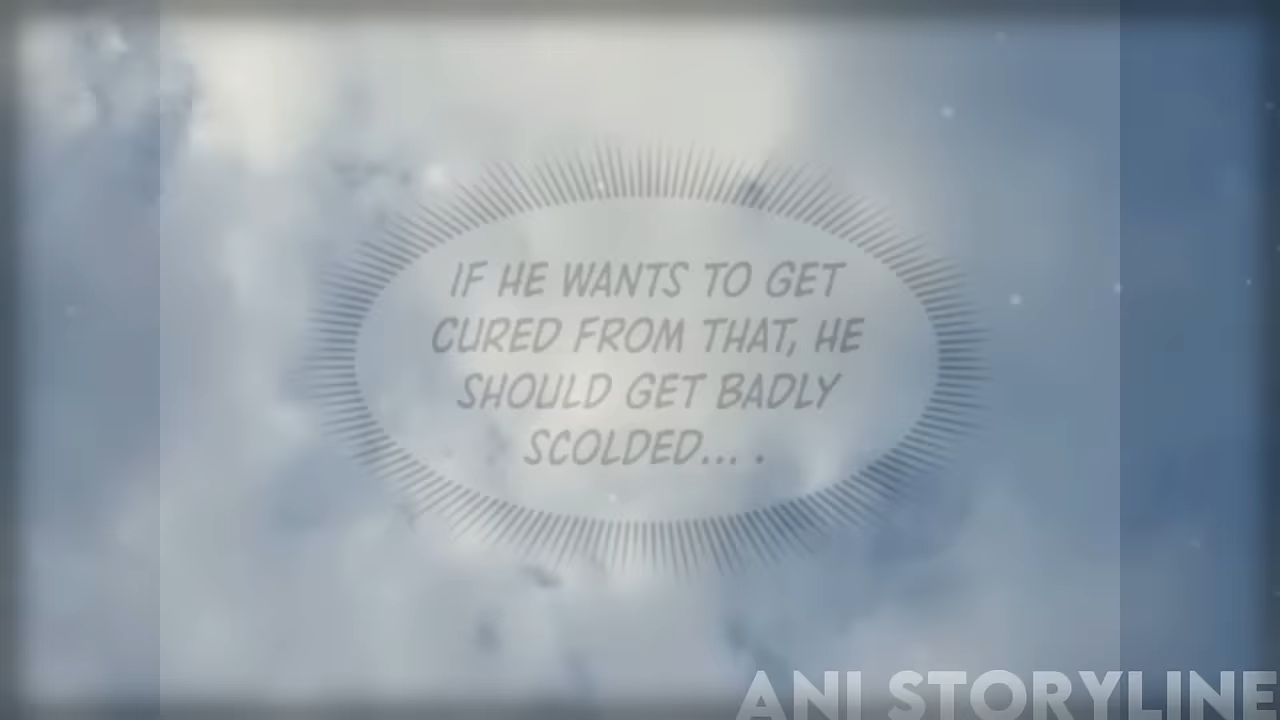 IF HE WANTS TO GET
CURED FROM THAT, HE
SHOULD GET BADLY
SCOLDED... .
ANI STORYLINE